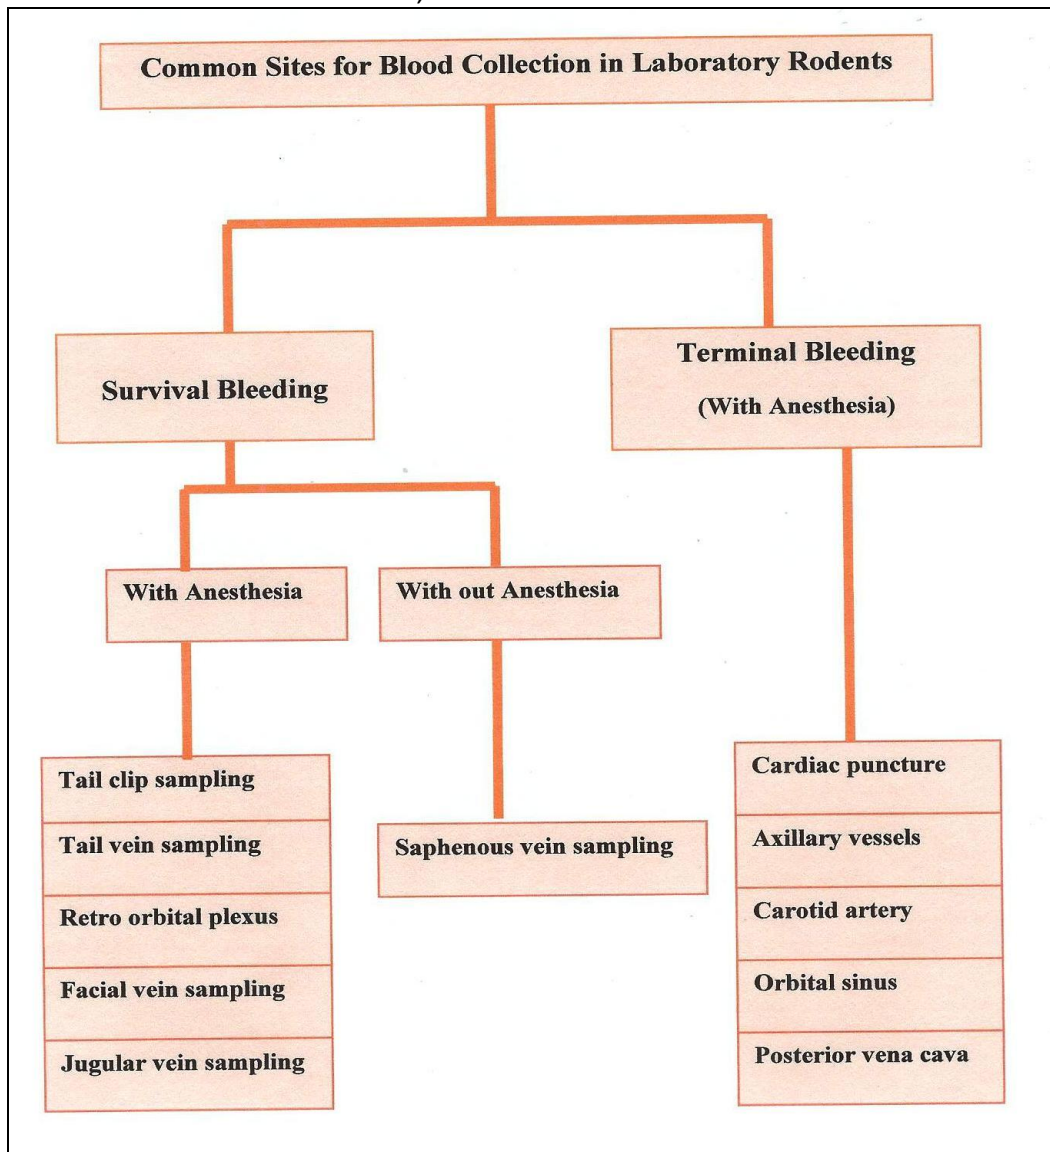 Common Sites for Blood Collection in Laboratory Rodents
Survival Bleeding
Terminal Bleeding
(With Anesthesia)
With Anesthesia
With out Anesthesia
Tail clip sampling
Tail vein sampling
Retro orbital plexus
Facial vein sampling
Jugular vein sampling
Saphenous vein sampling
Cardiac puncture
Axillary vessels
Carotid artery
Orbital sinus
Posterior vena cava